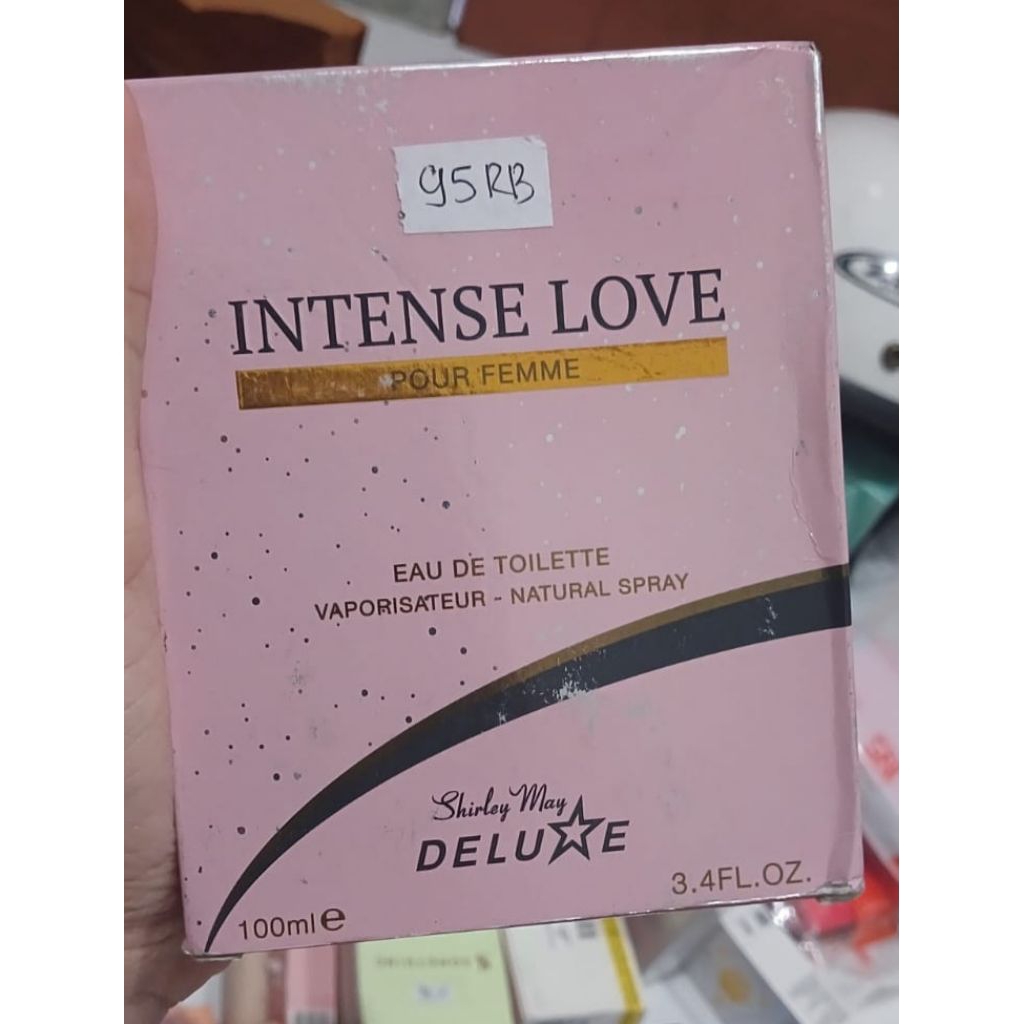 95RB
INTENSE LOVE
POUR FEMME
EAU DE TOILETTE
VAPORISATEUR - NATURAL SPRAY
Shirley May
DELUXE
3.4FL.OZ.
100ml e